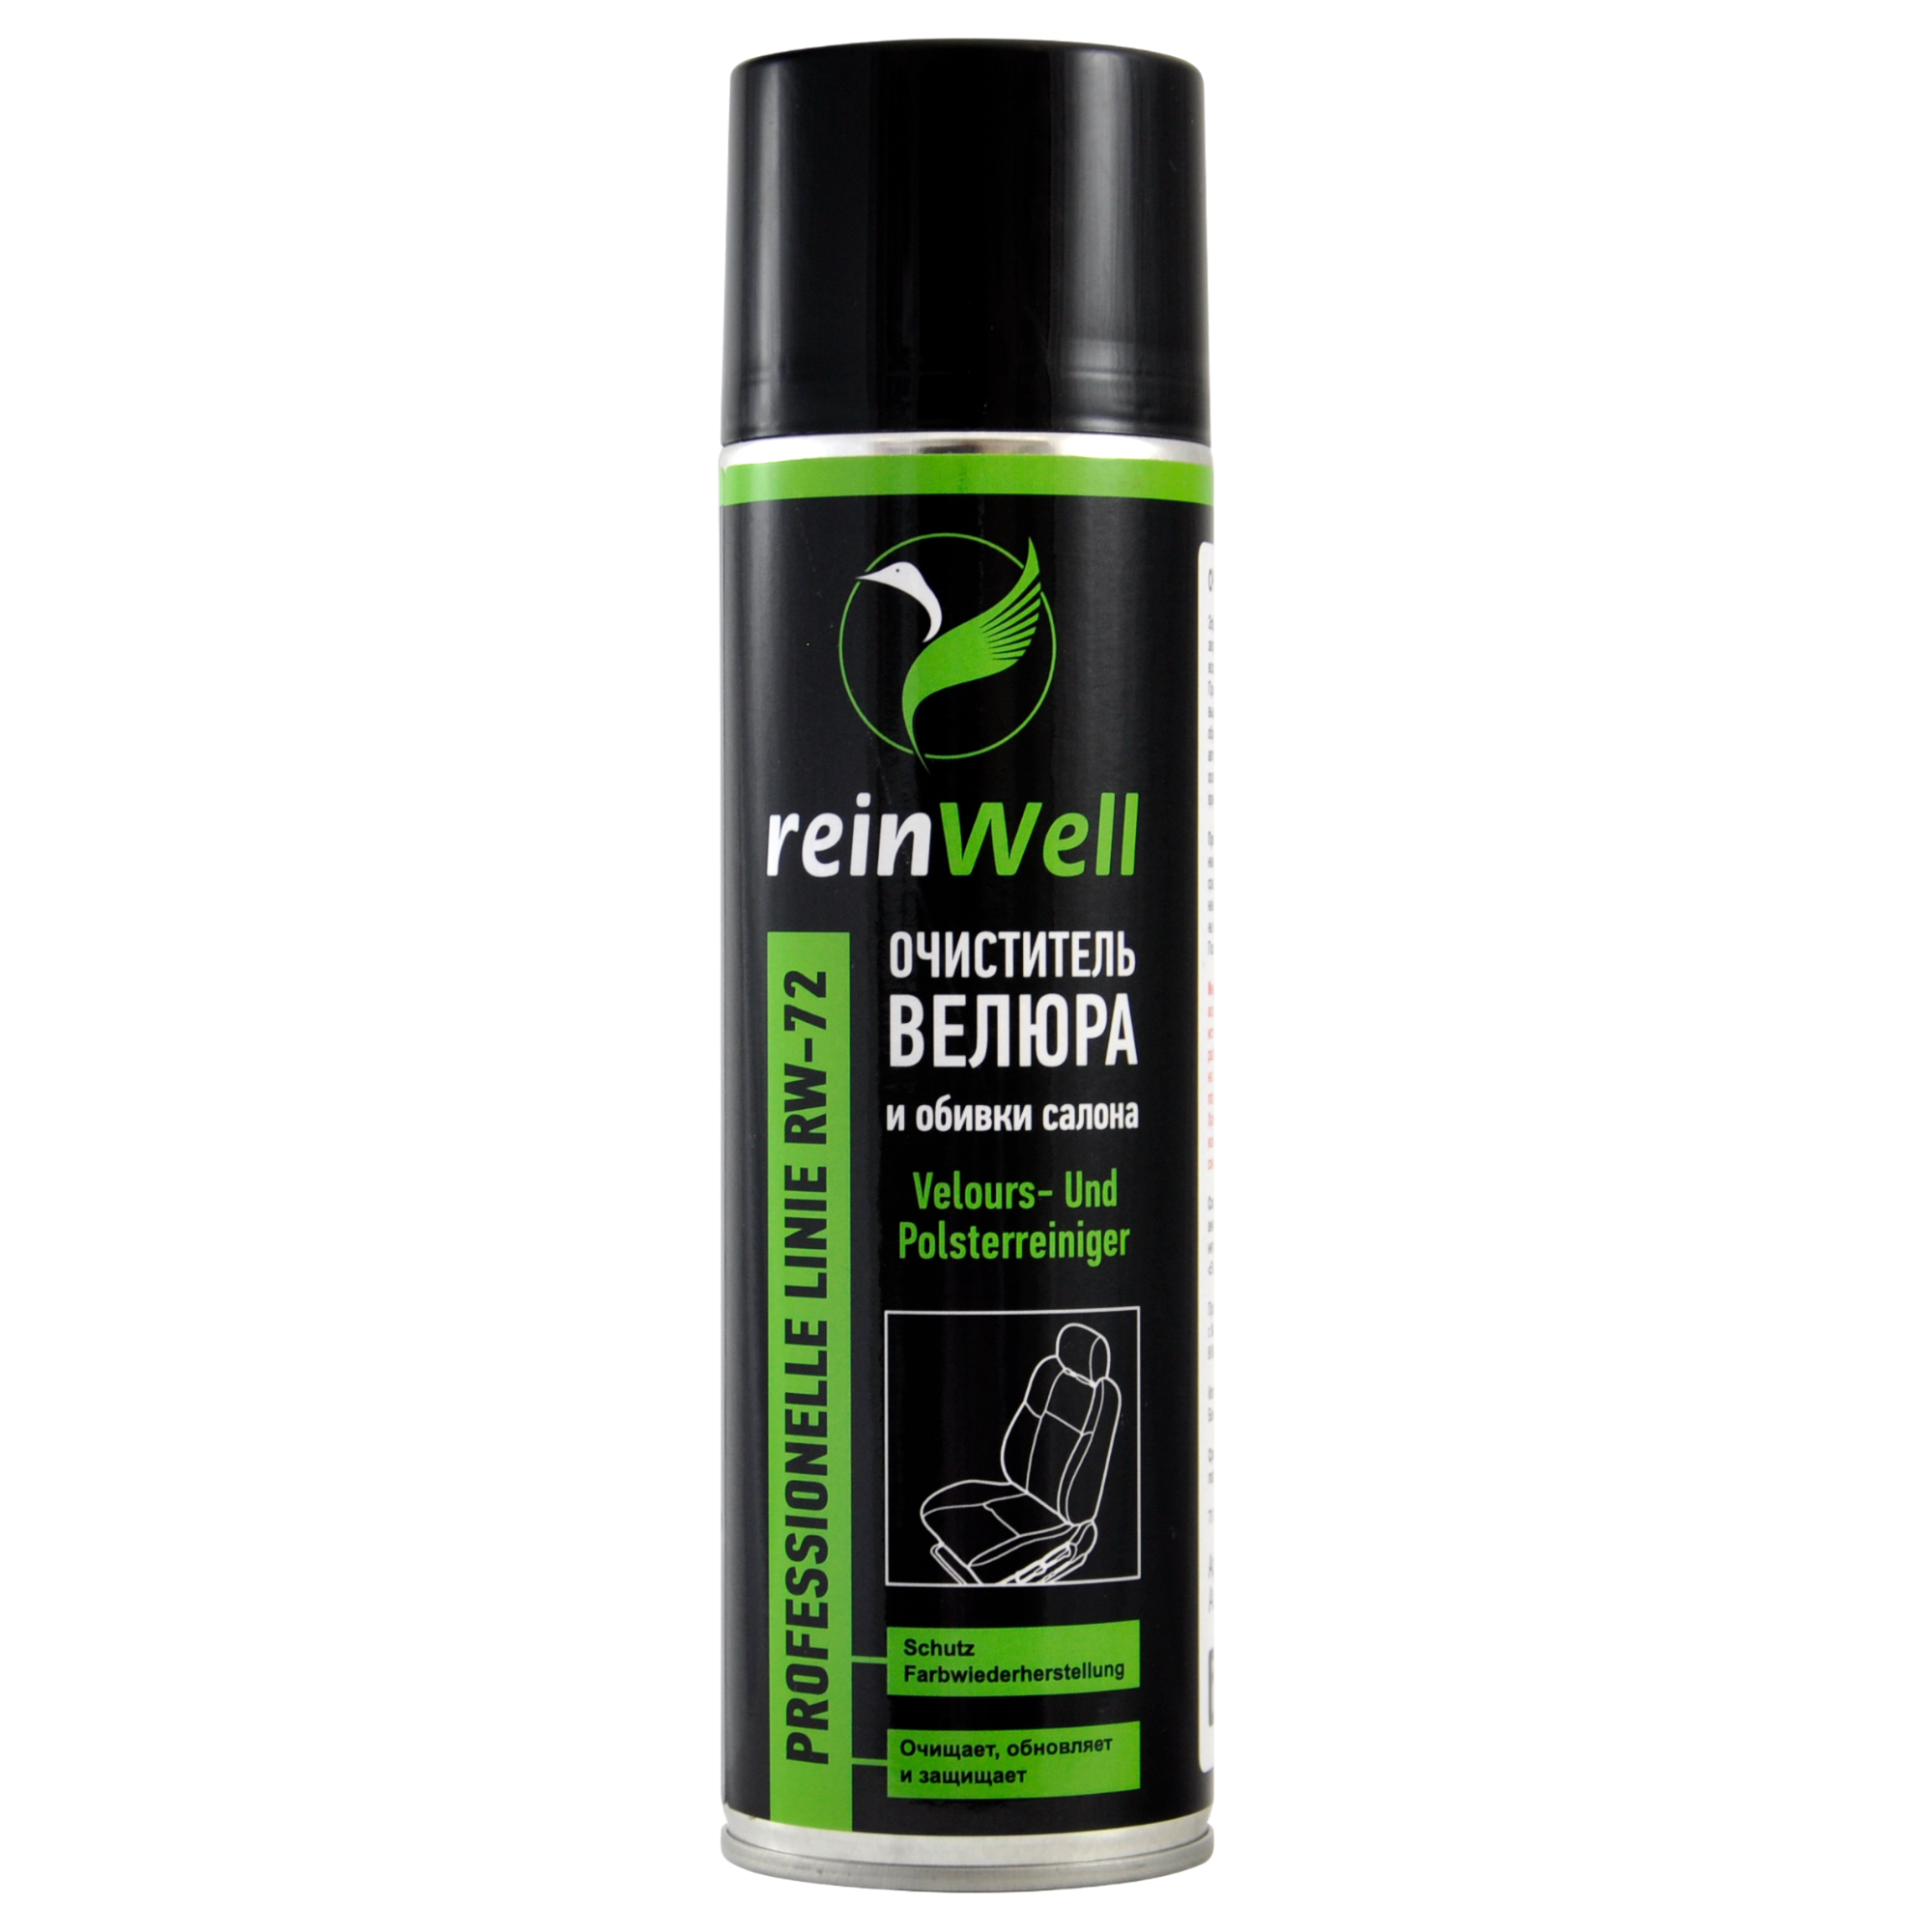 reinWell
ОЧИСТИТЕЛЬ
ВЕЛЮРА
и обивки салона
Velours- Und
Polsterreiniger
PROFESSIONELLE LINIE RW-72
Schutz
Farbwiederherstellung
Очищает, обновляет
и защищает